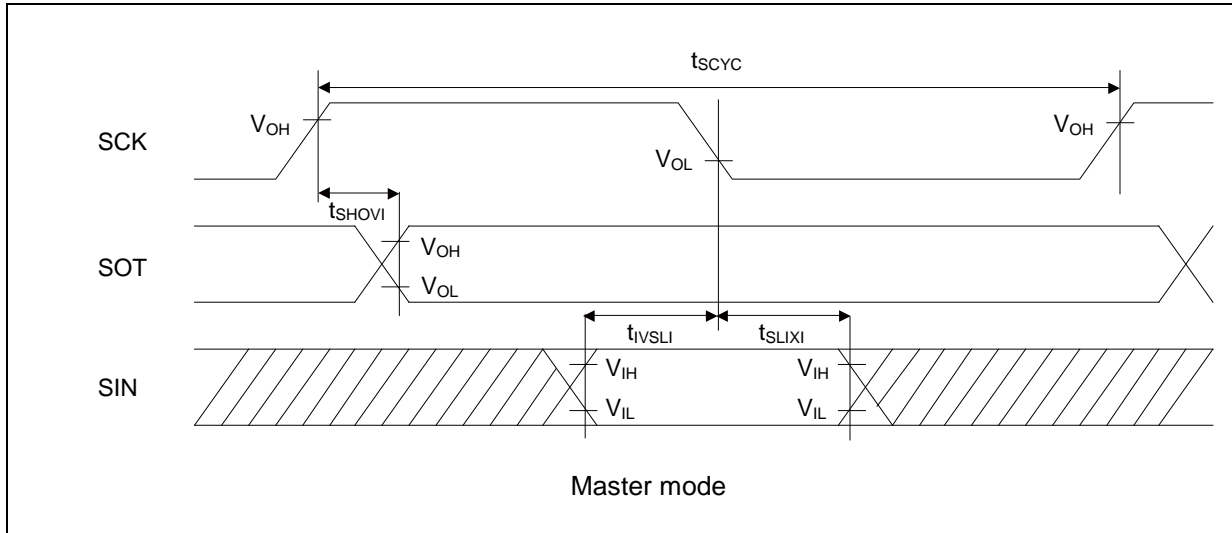 tSCYC
VOH
VOH
SCK
VOL
tSHOVI
VOH
SOT
VOL
tIVSLI
tSLIXI
VIH
VIH
SIN
VIL
VIL
Master mode